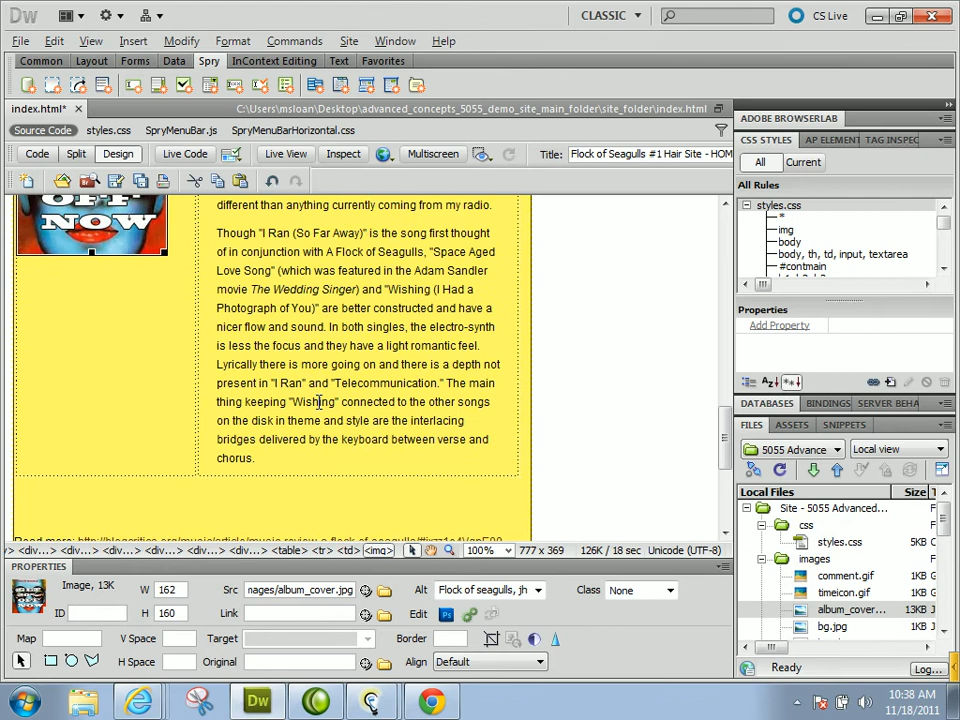 Dw
CLASSIC
CS Live
File Edit View Insert Modify Format Commands Site Window Help
Common Layout Forms Data Spry InContext Editing Text Favorites
index.html*
C:\Users\msloan\Desktop\advanced_concepts_5055_demo_site_main_folder\site_folder\index.html
Source Code styles.css SpryMenuBar.js SpryMenuBarHorizontal.css
Code Split Design Live Code Live View Inspect Multiscreen Title: Flock of Seagulls #1 Hair Site - HOM
OFF
NOW
different than anything currently coming from my radio.
Though "I Ran (So Far Away)" is the song first thought
of in conjunction with A Flock of Seagulls, "Space Aged
Love Song" (which was featured in the Adam Sandler
movie The Wedding Singer) and "Wishing (I Had a
Photograph of You)" are better constructed and have a
nicer flow and sound. In both singles, the electro-synth
is less the focus and they have a light romantic feel.
Lyrically there is more going on and there is a depth not
present in "I Ran" and "Telecommunication." The main
thing keeping "Wishing" connected to the other songs
on the disk in theme and style are the interlacing
bridges delivered by the keyboard between verse and
chorus.
<div...> <div...> <div...> <div...> <div...> <table> <tr> <td> <img>
100% 777 x 369 126K / 18 sec Unicode (UTF-8)
PROPERTIES
Image, 13K
W 162 Src nages/album_cover.jpg Alt Flock of seagulls, jh Class None
ID H 160 Link Edit Ps
Map V Space Target Border
H Space Original Align Default
ADOBE BROWSERLAB
CSS STYLES AP ELEMEN TAG INSPEC
All Current
All Rules
styles.css
*
img
body
body, th, td, input, textarea
#contmain
Properties
Add Property
DATABASES BINDINGS SERVER BEHA
FILES ASSETS SNIPPETS
5055 Advance Local view
Local Files Size
Site - 5055 Advanced...
css
styles.css 5KB
images
comment.gif 1KB G
timeicon.gif 1KB G
album_cover... 13KB J
bg.jpg 1KB
Ready Log...
Dw
10:38 AM
11/18/2011